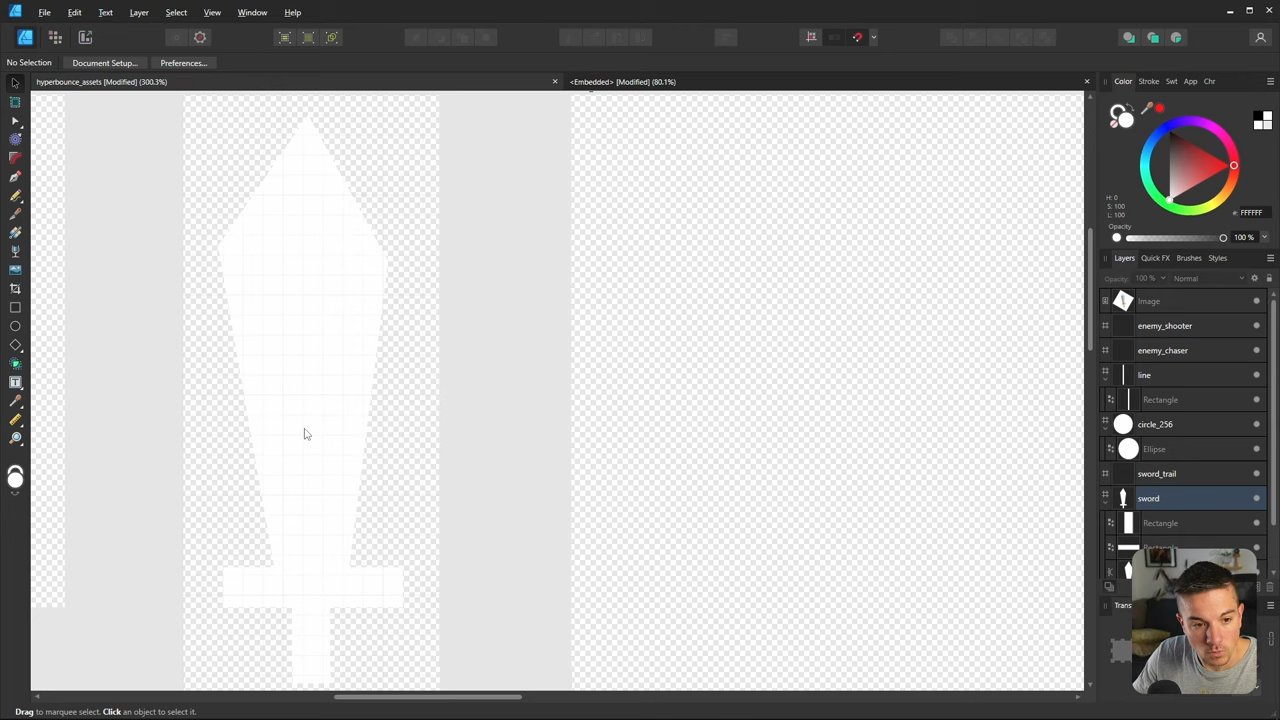 File Edit Text Layer Select View Window Help
No Selection Document Setup... Preferences...
hyperbounce_assets [Modified] (300.3%)
<Embedded> [Modified] (80.1%)
Color Stroke Swt App Chr
H: 0
S: 100
L: 100
#: FFFFFF
Opacity
100 %
Layers Quick FX Brushes Styles
Opacity: 100 % Normal
Image
enemy_shooter
enemy_chaser
line
Rectangle
circle_256
Ellipse
sword_trail
sword
Rectangle
Trans
Drag to marquee select. Click an object to select it.